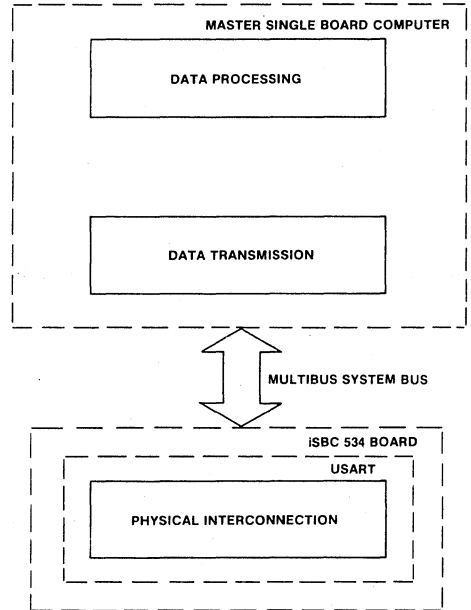 MASTER SINGLE BOARD COMPUTER
DATA PROCESSING
DATA TRANSMISSION
MULTIBUS SYSTEM BUS
iSBC 534 BOARD
USART
PHYSICAL INTERCONNECTION